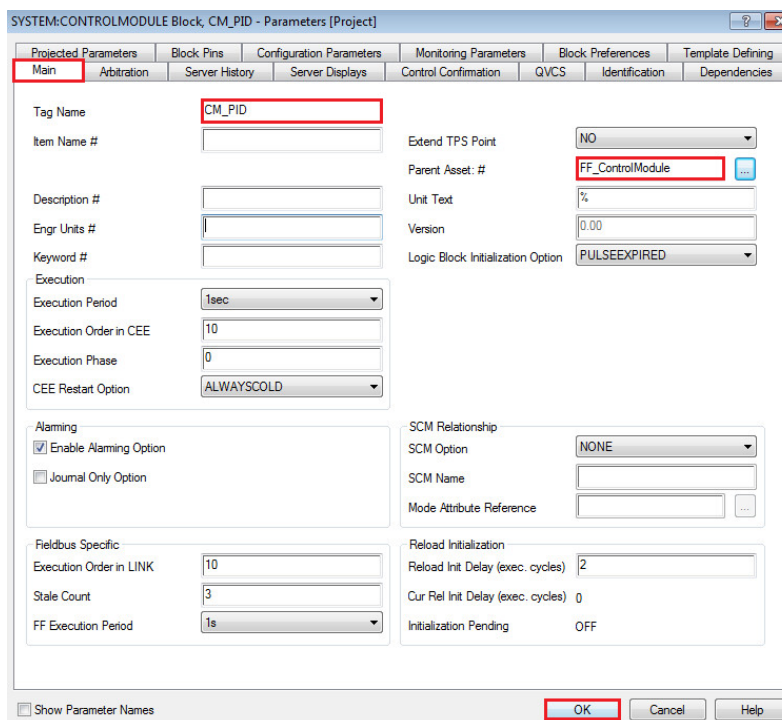 SYSTEM:CONTROLMODULE Block, CM_PID - Parameters [Project]
Projected Parameters Block Pins Configuration Parameters Monitoring Parameters Block Preferences Template Defining
Main Arbitration Server History Server Displays Control Confirmation QVCS Identification Dependencies
Tag Name CM_PID
Item Name # Extend TPS Point NO
Parent Asset: # FF_ControlModule ...
Description # Unit Text %
Engr Units # Version 0.00
Keyword # Logic Block Initialization Option PULSEEXPIRED
Execution
Execution Period 1sec
Execution Order in CEE 10
Execution Phase 0
CEE Restart Option ALWAYSCOLD
Alarming SCM Relationship
Enable Alarming Option SCM Option NONE
Journal Only Option SCM Name
Mode Attribute Reference ...
Fieldbus Specific Reload Initialization
Execution Order in LINK 10 Reload Init Delay (exec. cycles) 2
Stale Count 3 Cur Rel Init Delay (exec. cycles) 0
FF Execution Period 1s Initialization Pending OFF
Show Parameter Names OK Cancel Help